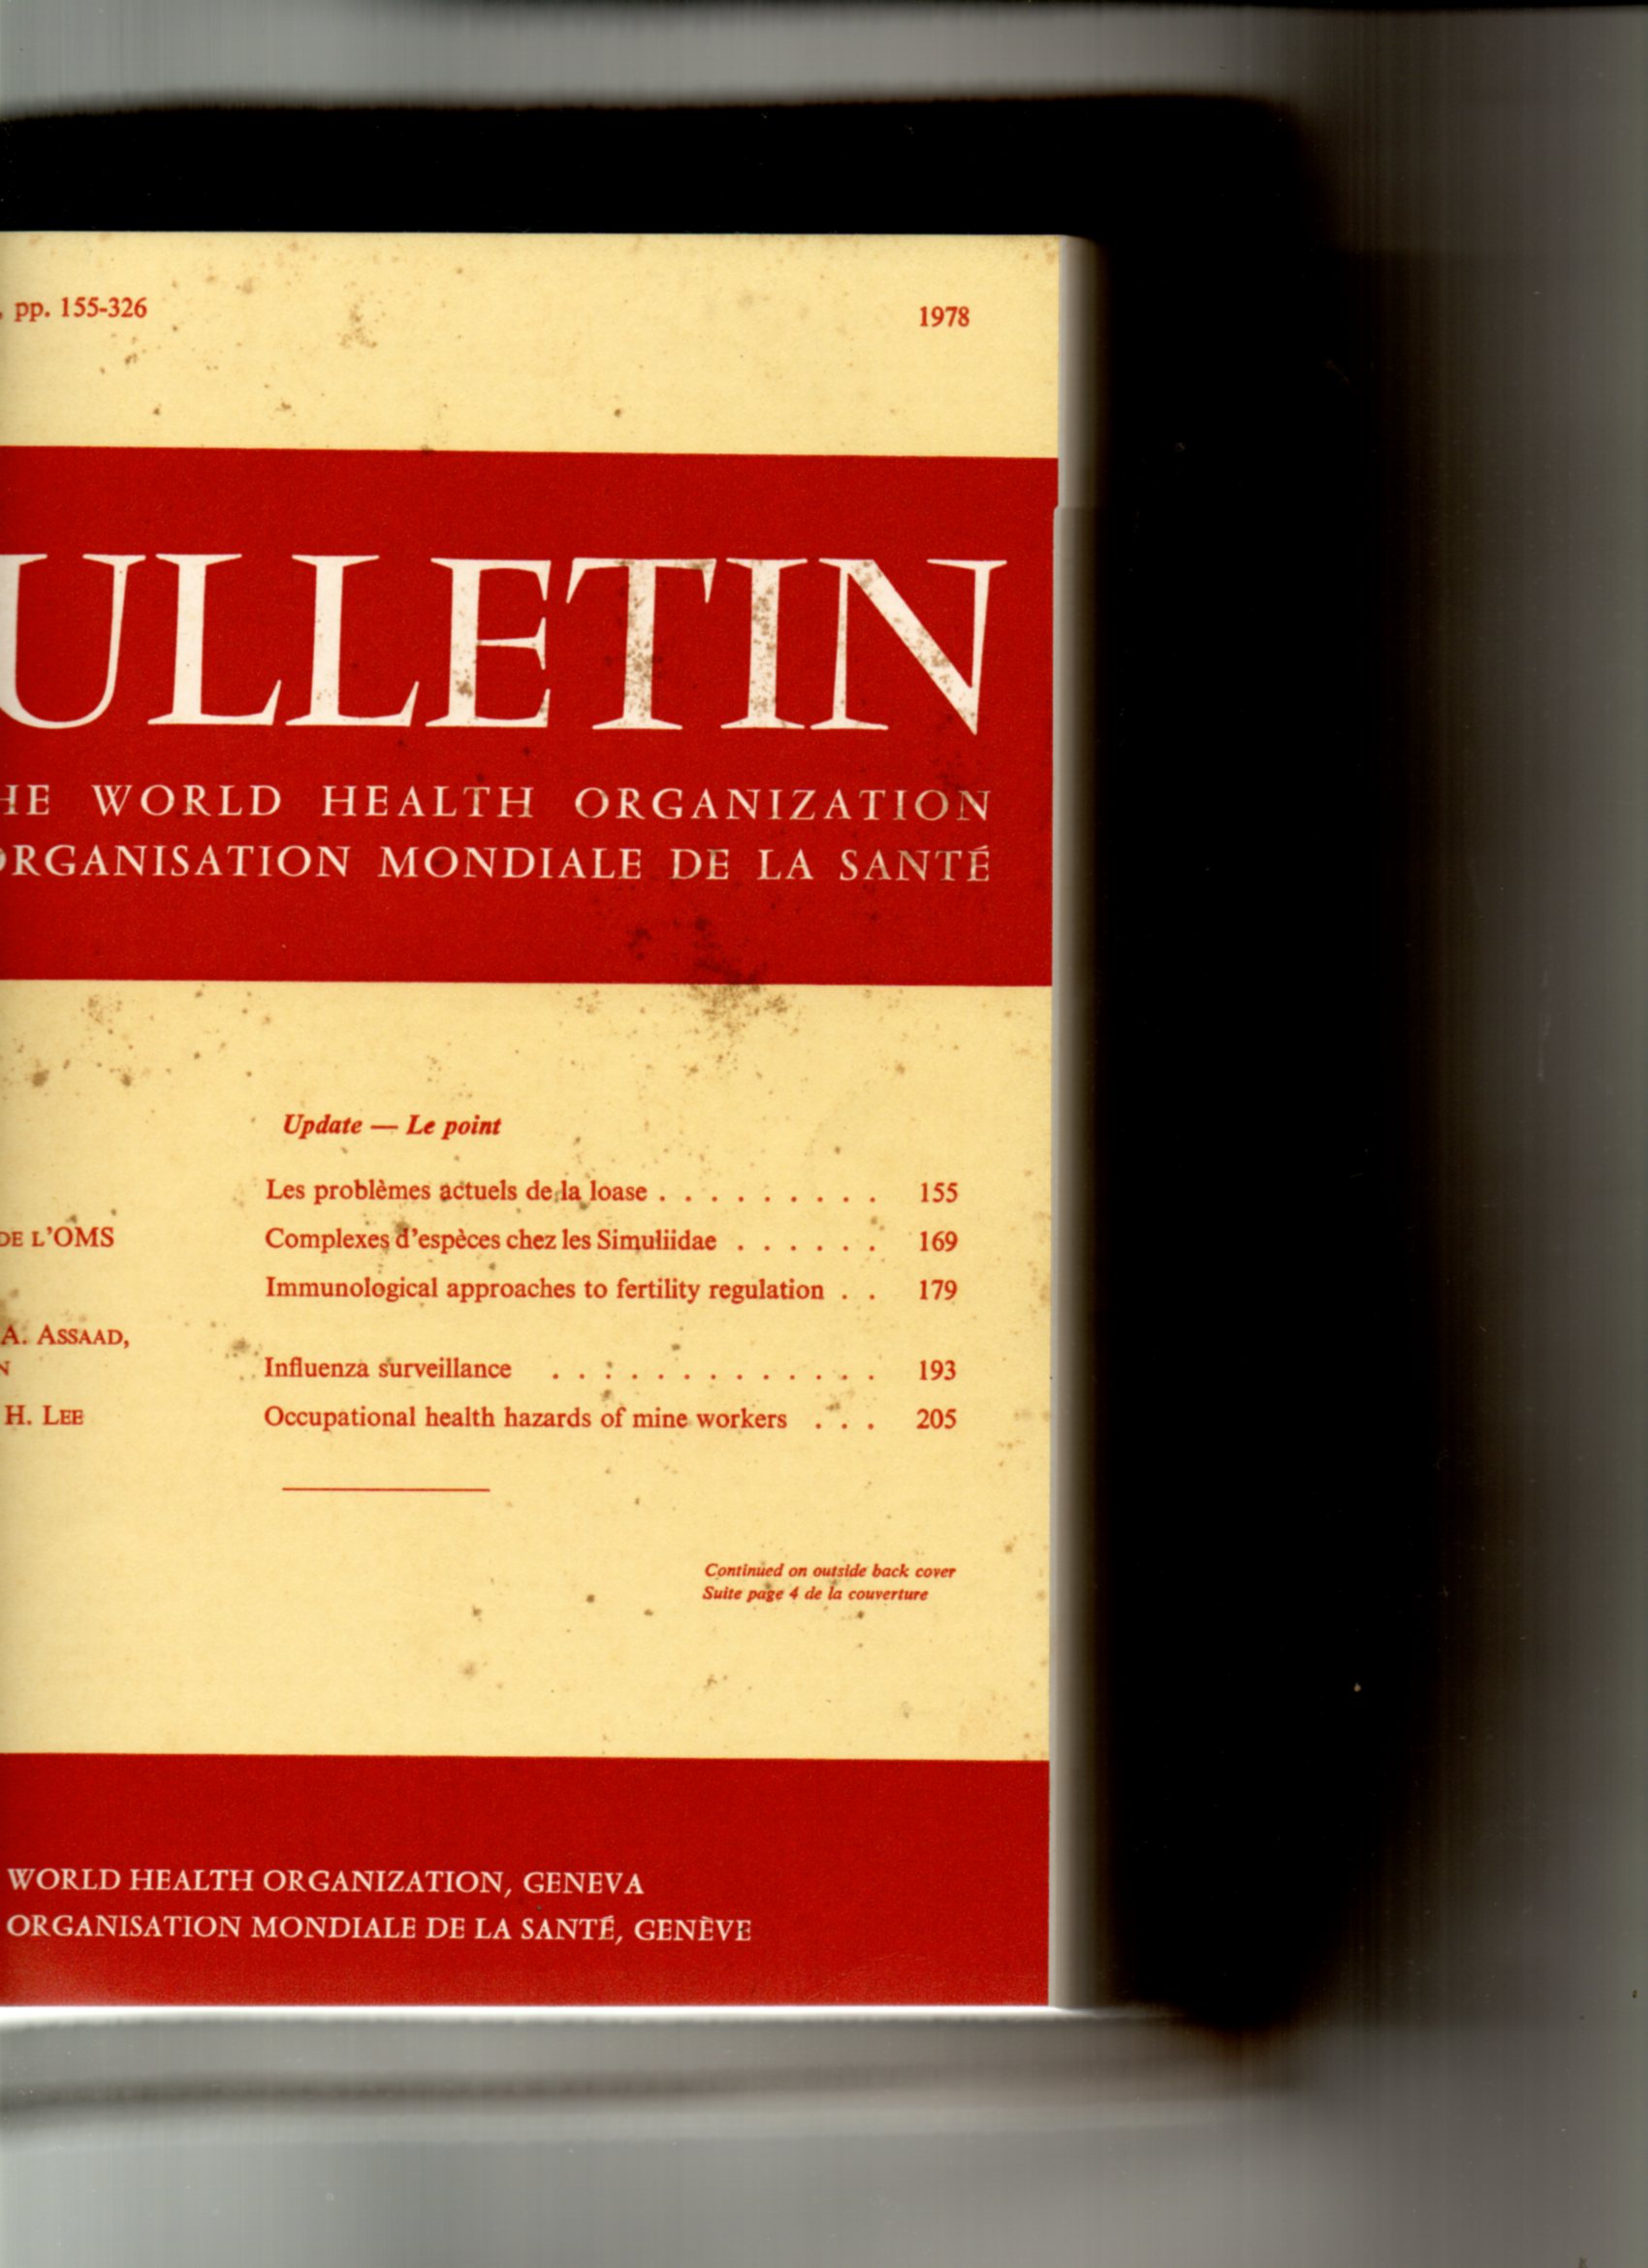 , pp. 155-326 1978
ULLETIN
HE WORLD HEALTH ORGANIZATION
ORGANISATION MONDIALE DE LA SANTÉ
Update — Le point
Les problèmes actuels de la loase . . . . . . . . . 155
DE L'OMS Complexes d'espèces chez les Simuliidae . . . . . . 169
Immunological approaches to fertility regulation . . 179
A. ASSAAD,
N Influenza surveillance . . . . . . . . . . . . . 193
H. LEE Occupational health hazards of mine workers . . . 205
Continued on outside back cover
Suite page 4 de la couverture
WORLD HEALTH ORGANIZATION, GENEVA
ORGANISATION MONDIALE DE LA SANTÉ, GENÈVE